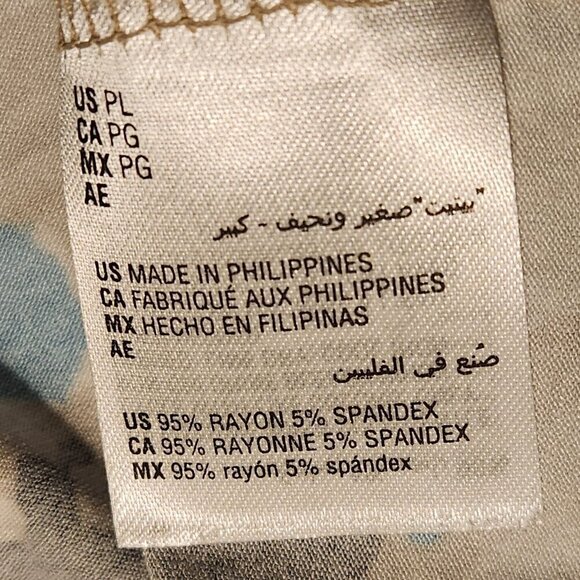 US PL
CA PG
MX PG
AE
"بيتيت" صغير ونحيف - كبير
US MADE IN PHILIPPINES
CA FABRIQUÉ AUX PHILIPPINES
MX HECHO EN FILIPINAS
AE
صُنع في الفلبين
US 95% RAYON 5% SPANDEX
CA 95% RAYONNE 5% SPANDEX
MX 95% rayón 5% spándex